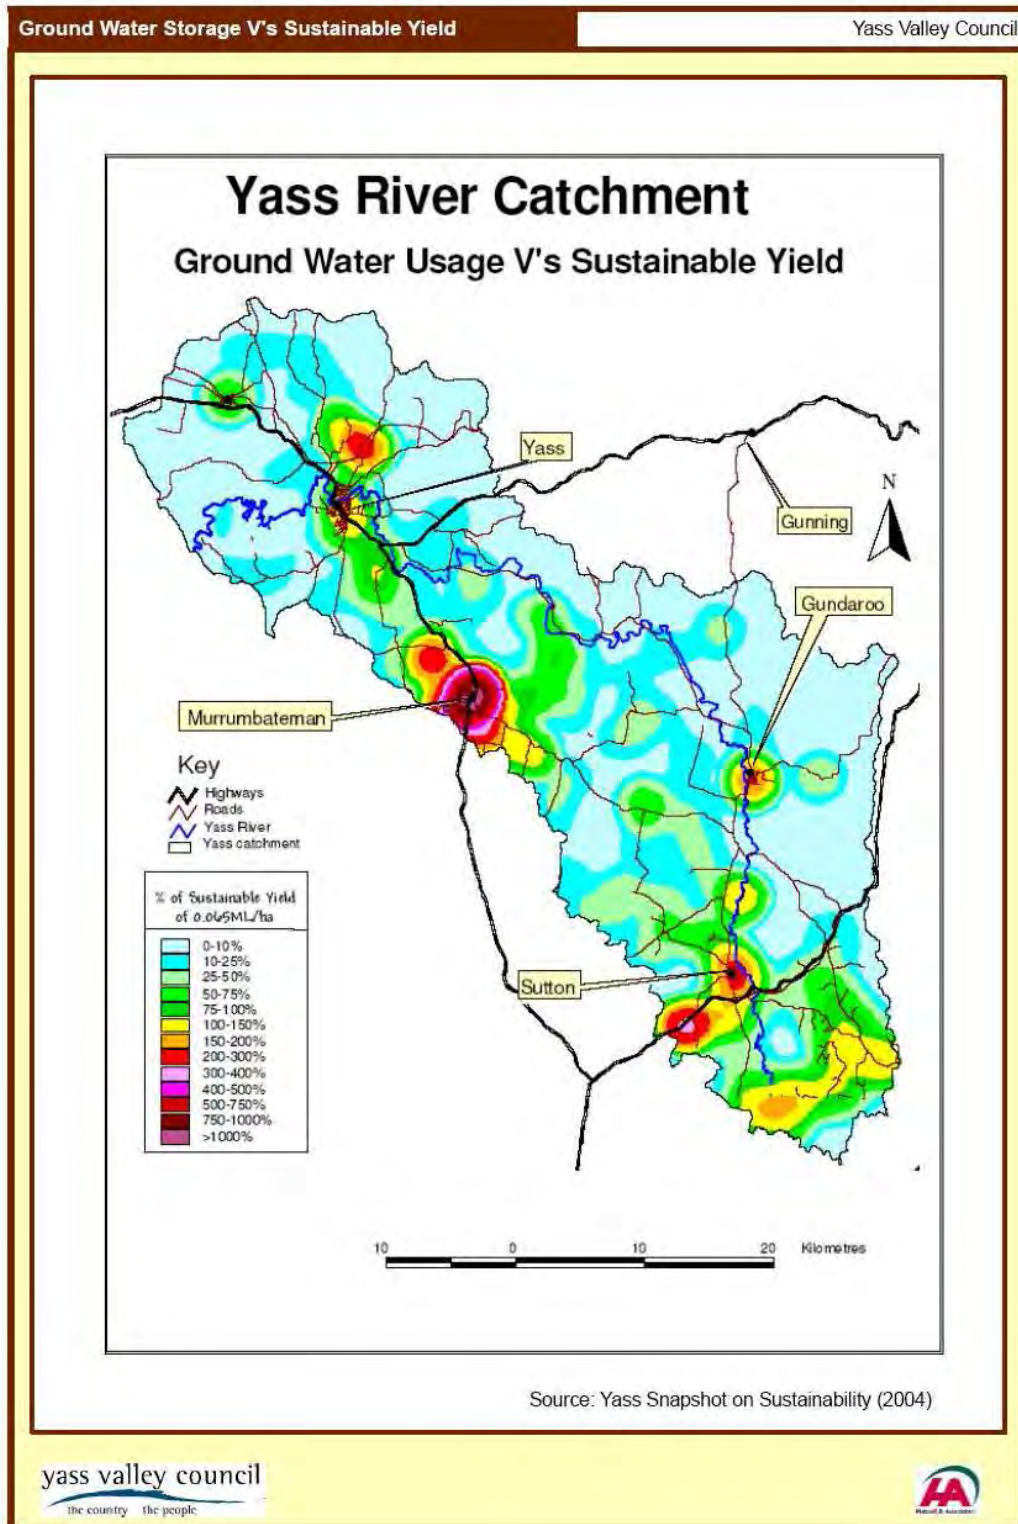 Ground Water Storage V's Sustainable Yield
Yass Valley Council
Yass River Catchment
Ground Water Usage V's Sustainable Yield
Yass
Gunning
N
Gundaroo
Murrumbateman
Key
Highways
Roads
Yass River
Yass catchment
% of Sustainable Yield
of 0.065ML/ha
0-10%
10-25%
25-50%
50-75%
75-100%
100-150%
150-200%
200-300%
300-400%
400-500%
500-750%
750-1000%
>1000%
Sutton
10 0 10 20 Kilometres
Source: Yass Snapshot on Sustainability (2004)
yass valley council
the country the people